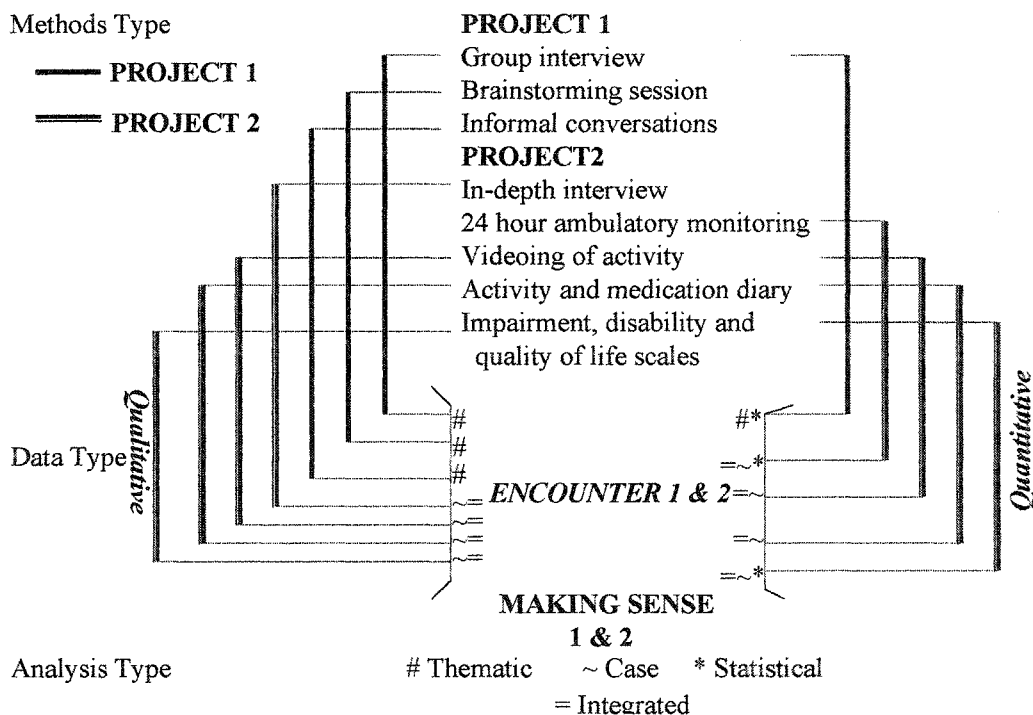 Methods Type
PROJECT 1
PROJECT 2
PROJECT 1
Group interview
Brainstorming session
Informal conversations
PROJECT2
In-depth interview
24 hour ambulatory monitoring
Videoing of activity
Activity and medication diary
Impairment, disability and
quality of life scales
Qualitative
Quantitative
Data Type
#
#
#
~=
~=
~=
~=
ENCOUNTER 1 & 2
#*
=~*
=~
=~
=~*
MAKING SENSE
1 & 2
Analysis Type
# Thematic ~ Case * Statistical
= Integrated